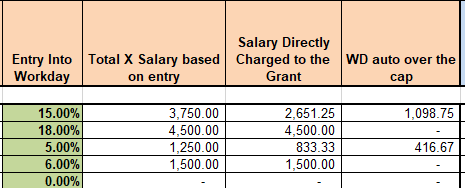 Entry Into Workday | Total X Salary based on entry | Salary Directly Charged to the Grant | WD auto over the cap
15.00% 3,750.00 2,651.25 1,098.75
18.00% 4,500.00 4,500.00 -
5.00% 1,250.00 833.33 416.67
6.00% 1,500.00 1,500.00 -
0.00% - - -